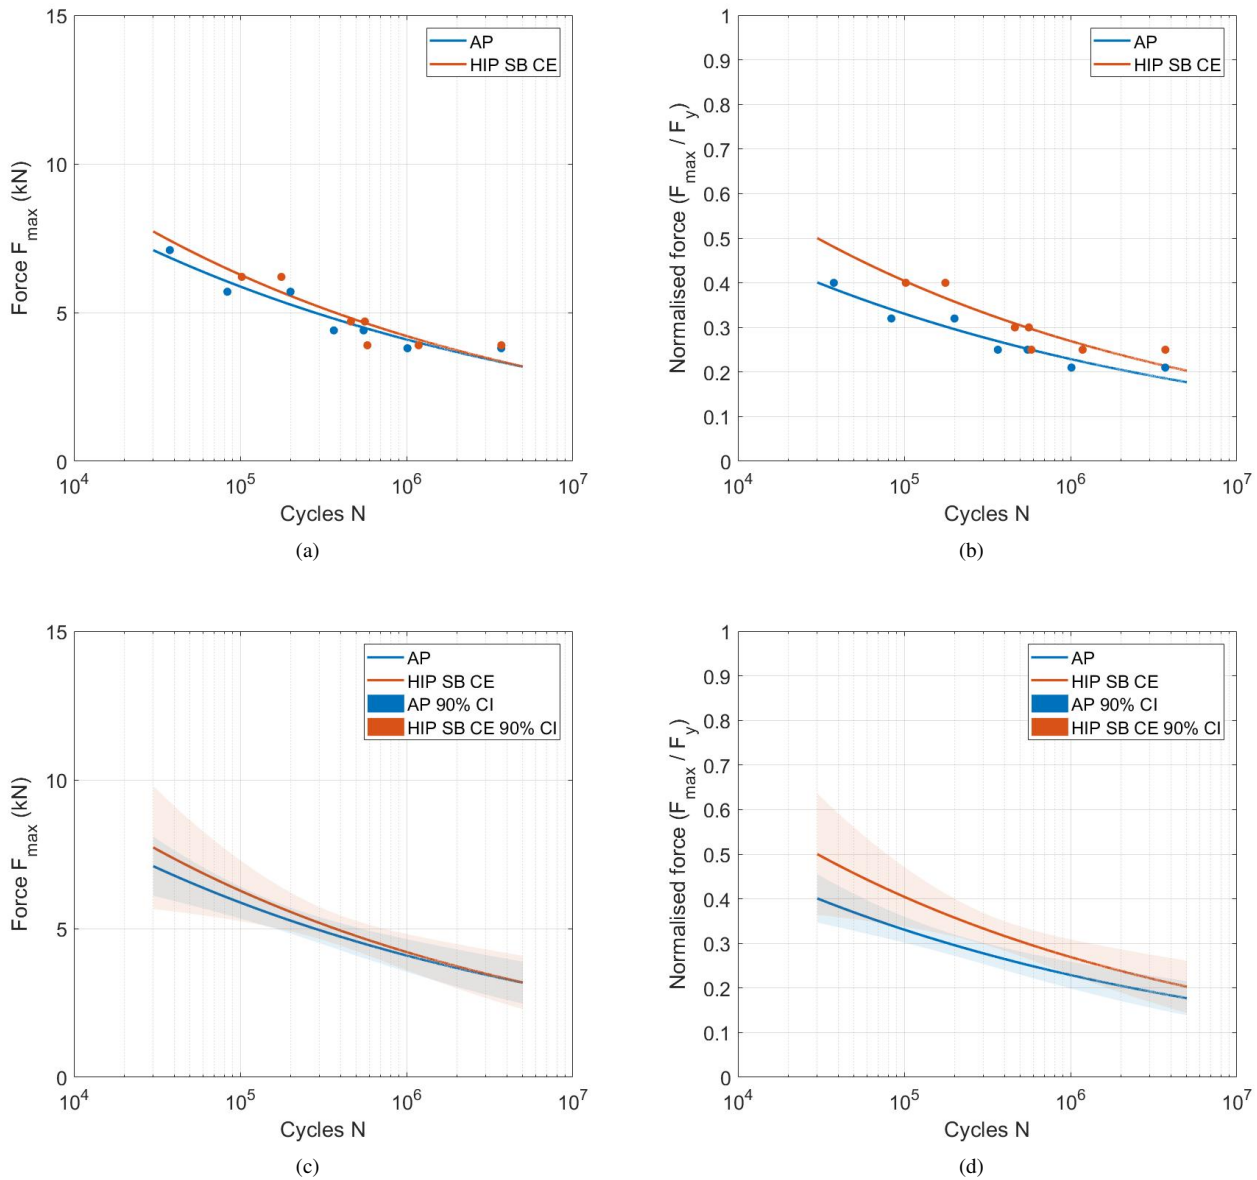 15
10
5
0
Force F_max (kN)
AP
HIP SB CE
10^4 10^5 10^6 10^7
Cycles N
(a)
1
0.9
0.8
0.7
0.6
0.5
0.4
0.3
0.2
0.1
0
Normalised force (F_max / F_y)
AP
HIP SB CE
10^4 10^5 10^6 10^7
Cycles N
(b)
15
10
5
0
Force F_max (kN)
AP
HIP SB CE
AP 90% CI
HIP SB CE 90% CI
10^4 10^5 10^6 10^7
Cycles N
(c)
1
0.9
0.8
0.7
0.6
0.5
0.4
0.3
0.2
0.1
0
Normalised force (F_max / F_y)
AP
HIP SB CE
AP 90% CI
HIP SB CE 90% CI
10^4 10^5 10^6 10^7
Cycles N
(d)